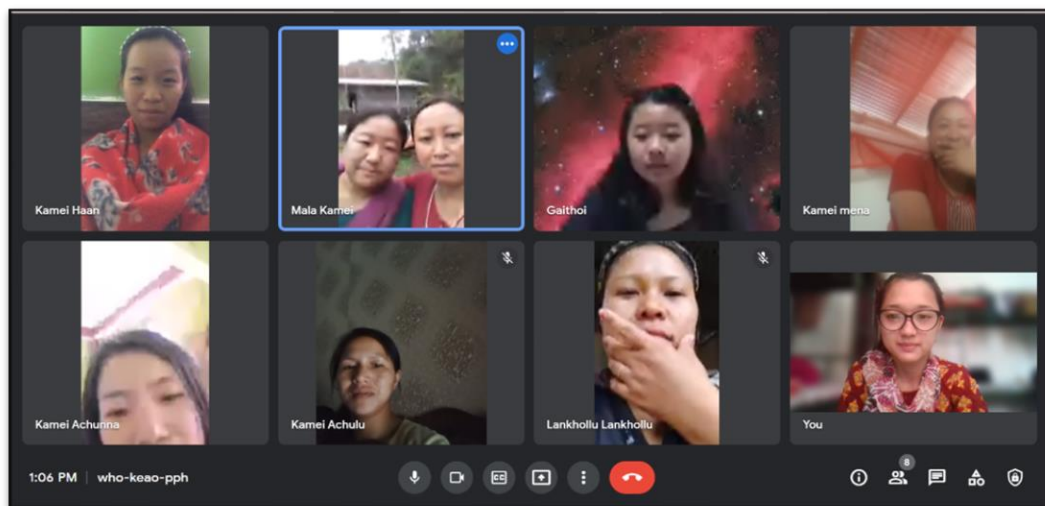 Kamei Haan
Mala Kamei
Gaithoi
Kamei mena
Kamei Achunna
Kamei Achulu
Lankhollu Lankhollu
You
8
1:06 PM | who-keao-pph
CC